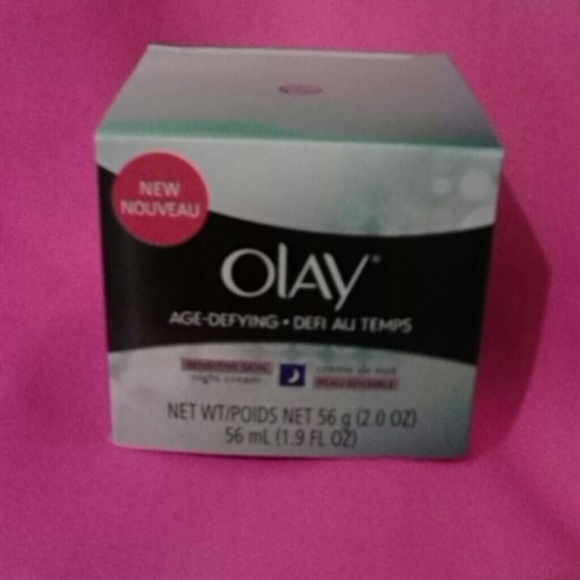 NEW
NOUVEAU
OLAY®
AGE-DEFYING • DEFI AU TEMPS
SENSITIVE SKIN
night cream
crème de nuit
PEAU SENSIBLE
NET WT/POIDS NET 56 g (2.0 OZ)
56 mL (1.9 FL OZ)